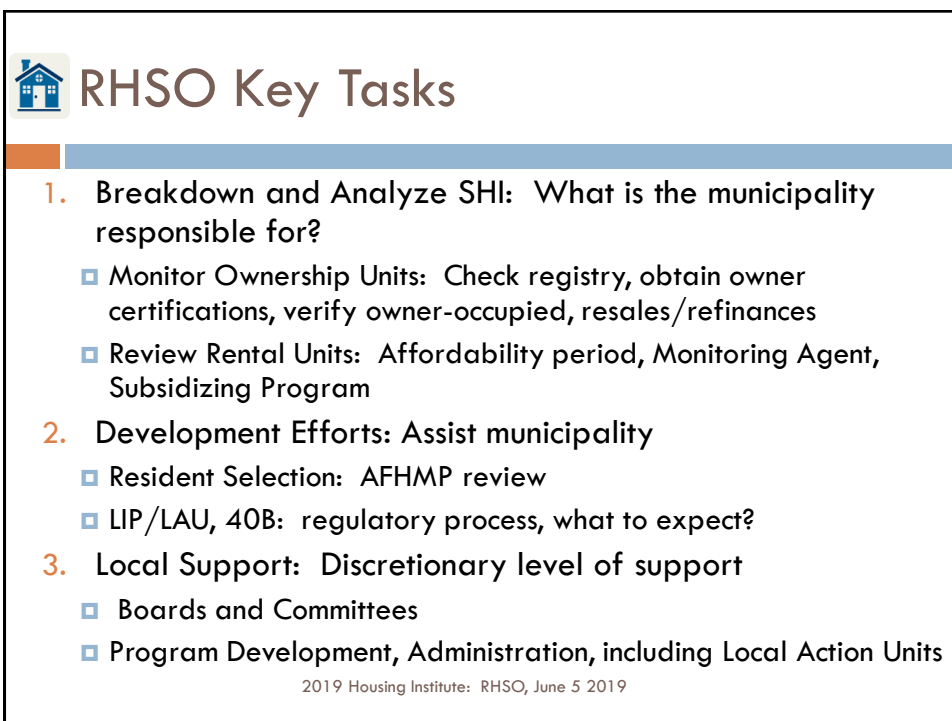 RHSO Key Tasks
1. Breakdown and Analyze SHI: What is the municipality
responsible for?
Monitor Ownership Units: Check registry, obtain owner
certifications, verify owner-occupied, resales/refinances
Review Rental Units: Affordability period, Monitoring Agent,
Subsidizing Program
2. Development Efforts: Assist municipality
Resident Selection: AFHMP review
LIP/LAU, 40B: regulatory process, what to expect?
3. Local Support: Discretionary level of support
Boards and Committees
Program Development, Administration, including Local Action Units
2019 Housing Institute: RHSO, June 5 2019